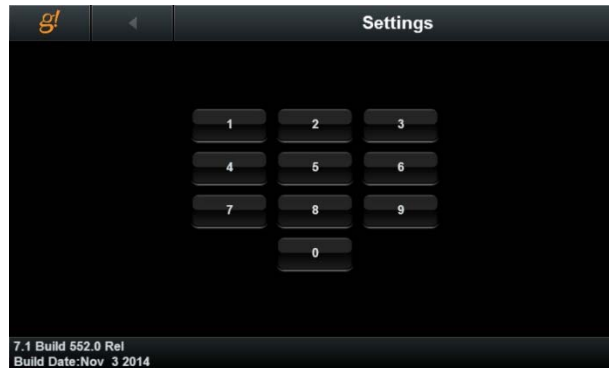 g!
Settings
1 2 3
4 5 6
7 8 9
0
7.1 Build 552.0 Rel
Build Date:Nov 3 2014